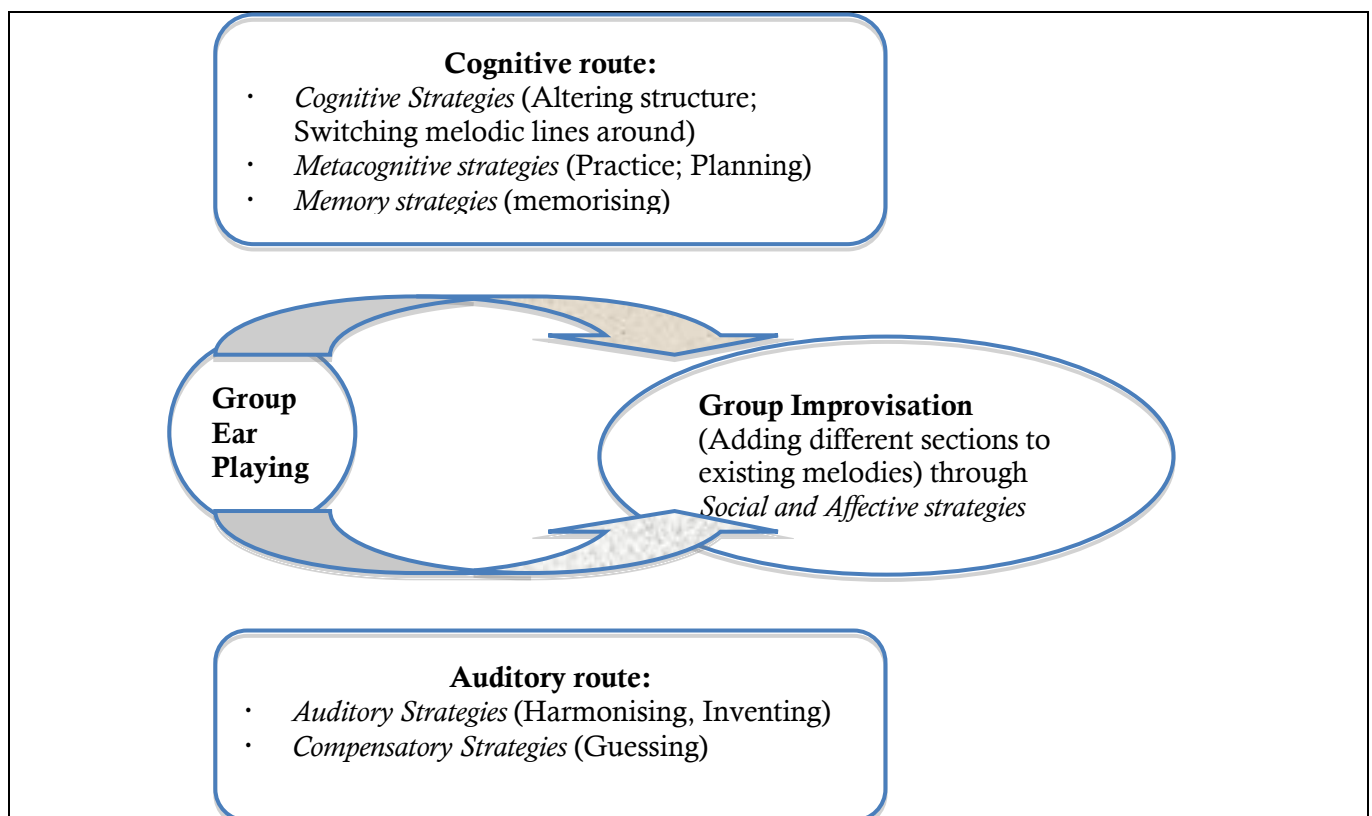 Cognitive route:
· Cognitive Strategies (Altering structure;
Switching melodic lines around)
· Metacognitive strategies (Practice; Planning)
· Memory strategies (memorising)
Group
Ear
Playing
Group Improvisation
(Adding different sections to
existing melodies) through
Social and Affective strategies
Auditory route:
· Auditory Strategies (Harmonising, Inventing)
· Compensatory Strategies (Guessing)